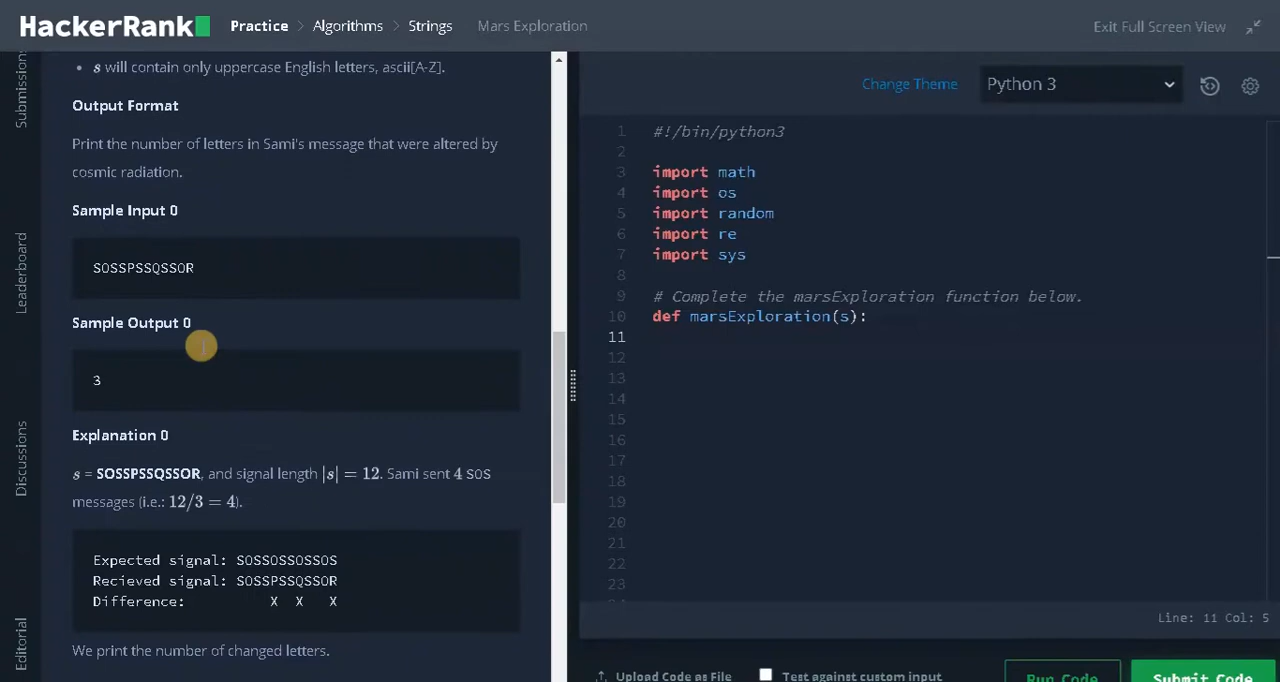 HackerRank Practice > Algorithms > Strings Mars Exploration Exit Full Screen View
Submissions
Leaderboard
Discussions
Editorial
• s will contain only uppercase English letters, ascii[A-Z].
Output Format
Print the number of letters in Sami's message that were altered by
cosmic radiation.
Sample Input 0
SOSSPSSQSSOR
Sample Output 0
3
Explanation 0
s = SOSSPSSQSSOR, and signal length |s| = 12. Sami sent 4 SOS
messages (i.e.: 12/3 = 4).
Expected signal: SOSSOSSOSSOS
Recieved signal: SOSSPSSQSSOR
Difference: X X X
We print the number of changed letters.
Change Theme Python 3
1 #!/bin/python3
2
3 import math
4 import os
5 import random
6 import re
7 import sys
8
9 # Complete the marsExploration function below.
10 def marsExploration(s):
11
12
13
14
15
16
17
18
19
20
21
22
23
Line: 11 Col: 5
Upload Code as File Test against custom input Run Code Submit Code